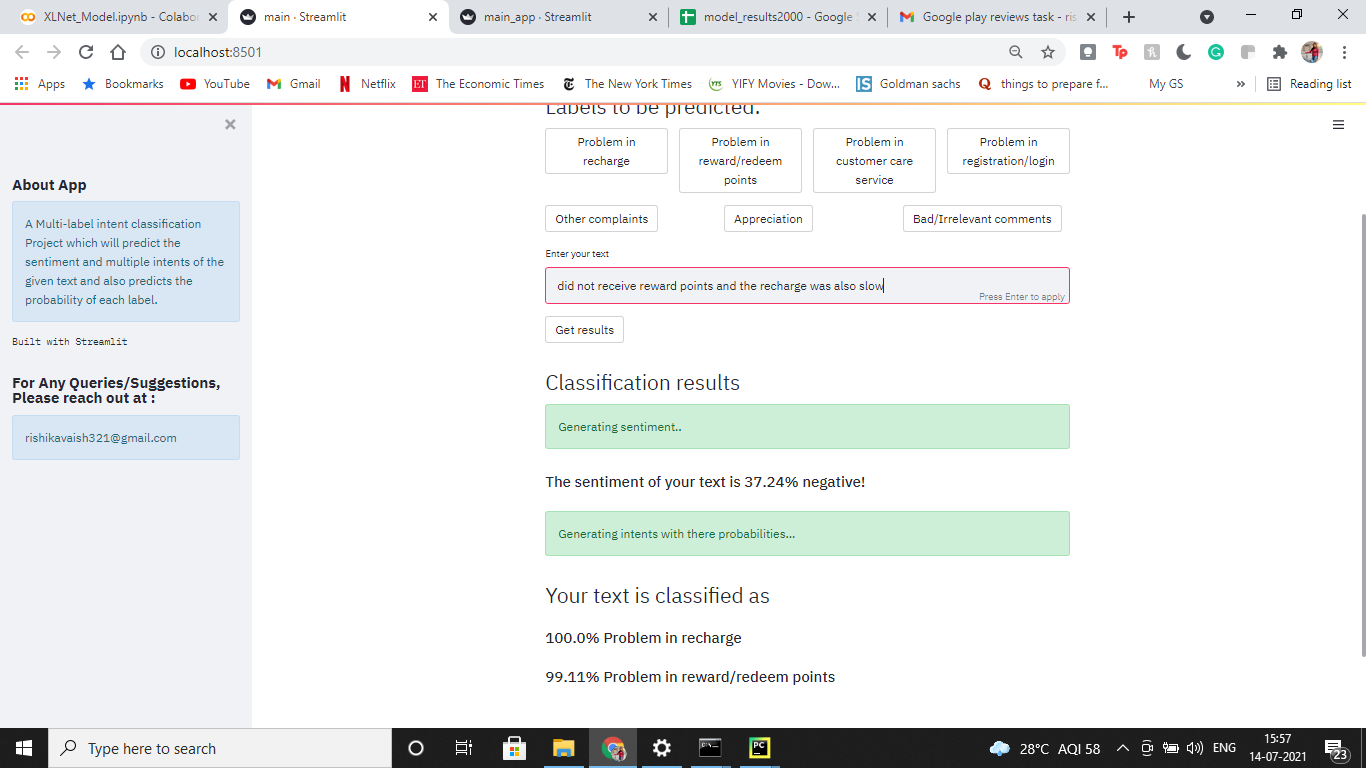 XLNet_Model.ipynb - Colabor
main · Streamlit
main_app · Streamlit
model_results2000 - Google S
Google play reviews task - ris
localhost:8501
Apps
Bookmarks
YouTube
Gmail
Netflix
The Economic Times
The New York Times
YIFY Movies - Dow...
Goldman sachs
things to prepare f...
My GS
Reading list
About App
A Multi-label intent classification
Project which will predict the
sentiment and multiple intents of the
given text and also predicts the
probability of each label.
Built with Streamlit
For Any Queries/Suggestions,
Please reach out at :
rishikavaish321@gmail.com
Labels to be predicted:
Problem in
recharge
Problem in
reward/redeem
points
Problem in
customer care
service
Problem in
registration/login
Other complaints
Appreciation
Bad/Irrelevant comments
Enter your text
did not receive reward points and the recharge was also slow
Press Enter to apply
Get results
Classification results
Generating sentiment..
The sentiment of your text is 37.24% negative!
Generating intents with there probabilities...
Your text is classified as
100.0% Problem in recharge
99.11% Problem in reward/redeem points
Type here to search
28°C AQI 58
ENG
15:57
14-07-2021
23